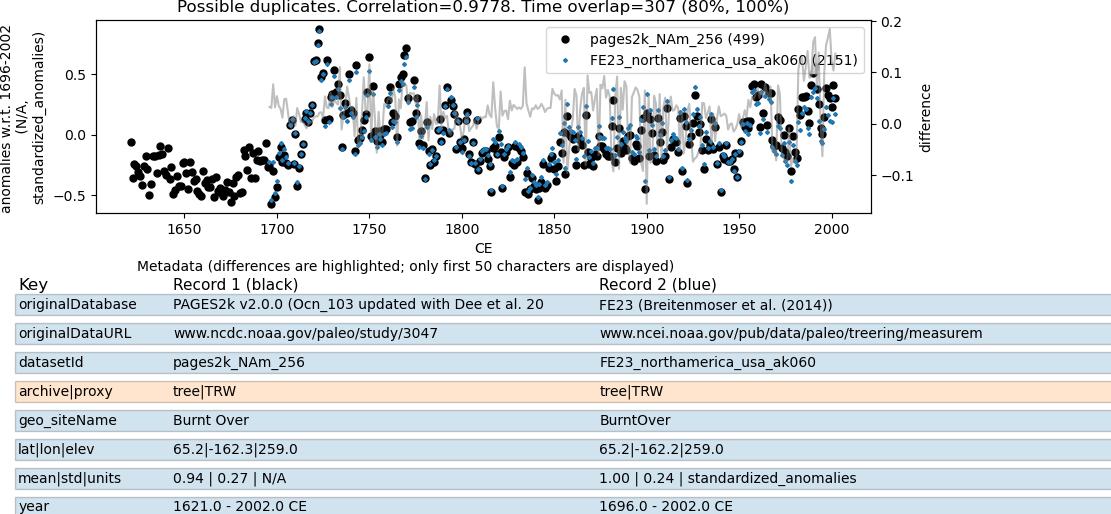 Possible duplicates. Correlation=0.9778. Time overlap=307 (80%, 100%)
anomalies w.r.t. 1696-2002
(N/A,
standardized_anomalies)
0.5
0.0
−0.5
pages2k_NAm_256 (499)
FE23_northamerica_usa_ak060 (2151)
0.2
0.1
0.0
−0.1
difference
1650 1700 1750 1800 1850 1900 1950 2000
CE
Metadata (differences are highlighted; only first 50 characters are displayed)
Key Record 1 (black) Record 2 (blue)
originalDatabase PAGES2k v2.0.0 (Ocn_103 updated with Dee et al. 20 FE23 (Breitenmoser et al. (2014))
originalDataURL www.ncdc.noaa.gov/paleo/study/3047 www.ncei.noaa.gov/pub/data/paleo/treering/measurem
datasetId pages2k_NAm_256 FE23_northamerica_usa_ak060
archive|proxy tree|TRW tree|TRW
geo_siteName Burnt Over BurntOver
lat|lon|elev 65.2|-162.3|259.0 65.2|-162.2|259.0
mean|std|units 0.94 | 0.27 | N/A 1.00 | 0.24 | standardized_anomalies
year 1621.0 - 2002.0 CE 1696.0 - 2002.0 CE